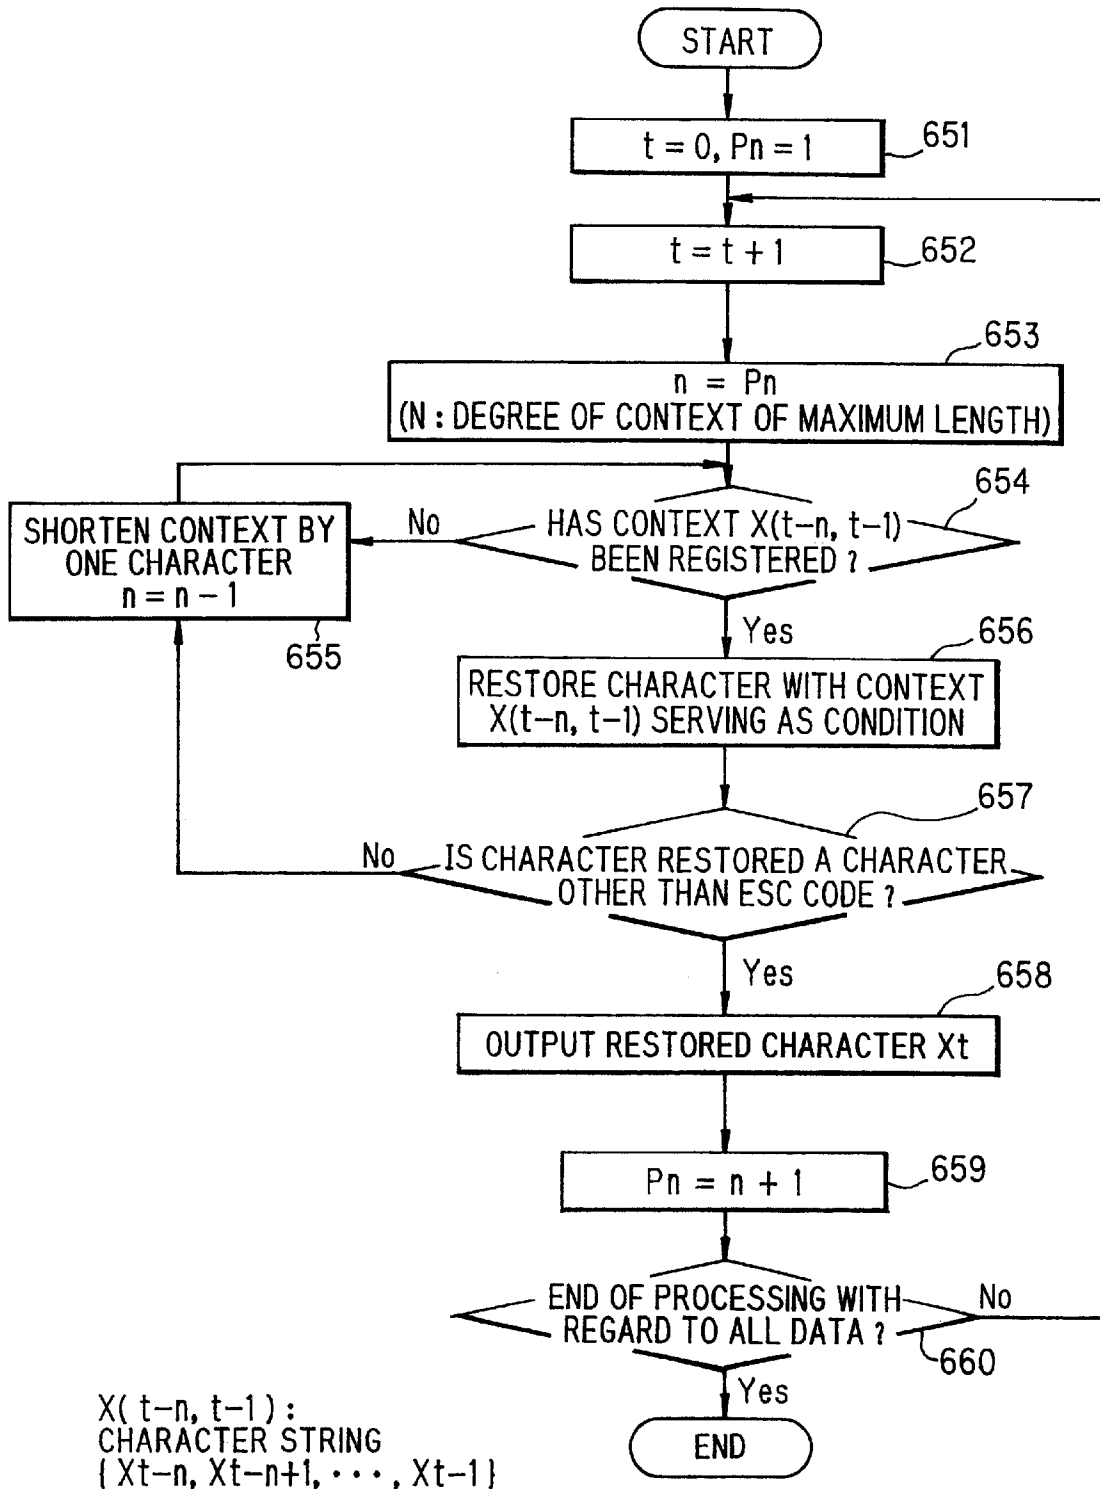 START
t = 0, Pn = 1
651
t = t + 1
652
653
n = Pn
(N : DEGREE OF CONTEXT OF MAXIMUM LENGTH)
654
HAS CONTEXT X(t-n, t-1)
BEEN REGISTERED ?
No
SHORTEN CONTEXT BY
ONE CHARACTER
n = n - 1
655
Yes
656
RESTORE CHARACTER WITH CONTEXT
X(t-n, t-1) SERVING AS CONDITION
657
No
IS CHARACTER RESTORED A CHARACTER
OTHER THAN ESC CODE ?
Yes
658
OUTPUT RESTORED CHARACTER Xt
Pn = n + 1
659
END OF PROCESSING WITH
REGARD TO ALL DATA ?
No
660
Yes
END
X( t-n, t-1) :
CHARACTER STRING
{ Xt-n, Xt-n+1, · · · , Xt-1 }